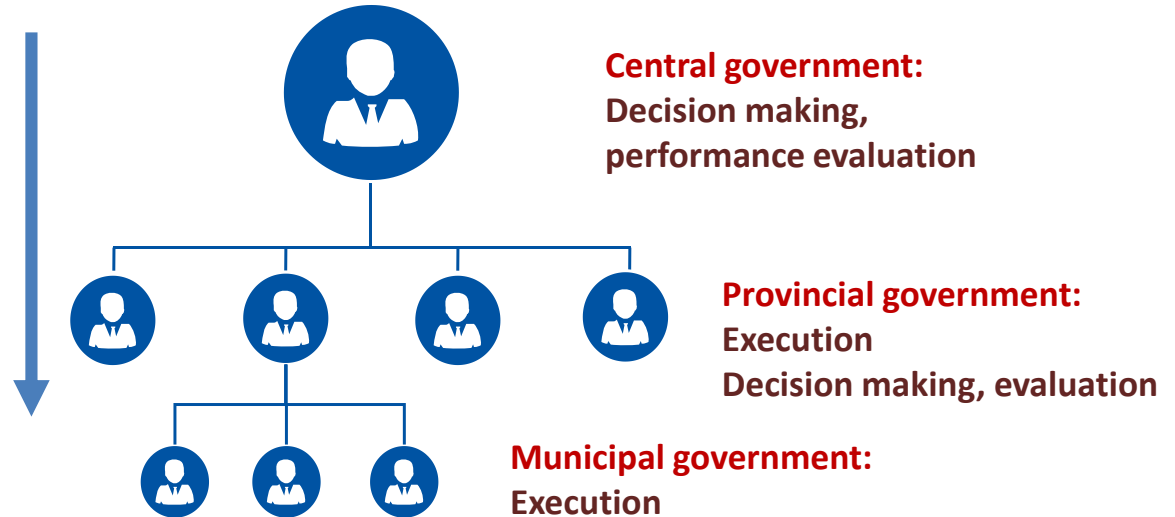 Central government:
Decision making,
performance evaluation
Provincial government:
Execution
Decision making, evaluation
Municipal government:
Execution